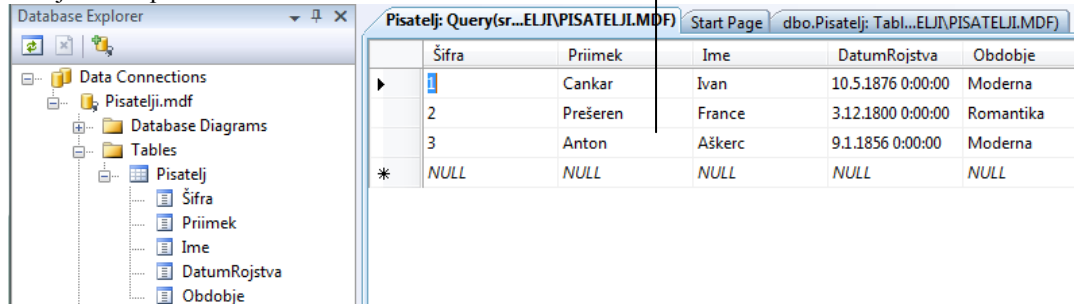 Database Explorer
Pisatelj: Query(sr...ELJI\PISATELJI.MDF) Start Page dbo.Pisatelj: Tabl...ELJI\PISATELJI.MDF)
Data Connections
Pisatelji.mdf
Database Diagrams
Tables
Pisatelj
Šifra
Priimek
Ime
DatumRojstva
Obdobje
Šifra Priimek Ime DatumRojstva Obdobje
1 Cankar Ivan 10.5.1876 0:00:00 Moderna
2 Prešeren France 3.12.1800 0:00:00 Romantika
3 Anton Aškerc 9.1.1856 0:00:00 Moderna
NULL NULL NULL NULL NULL